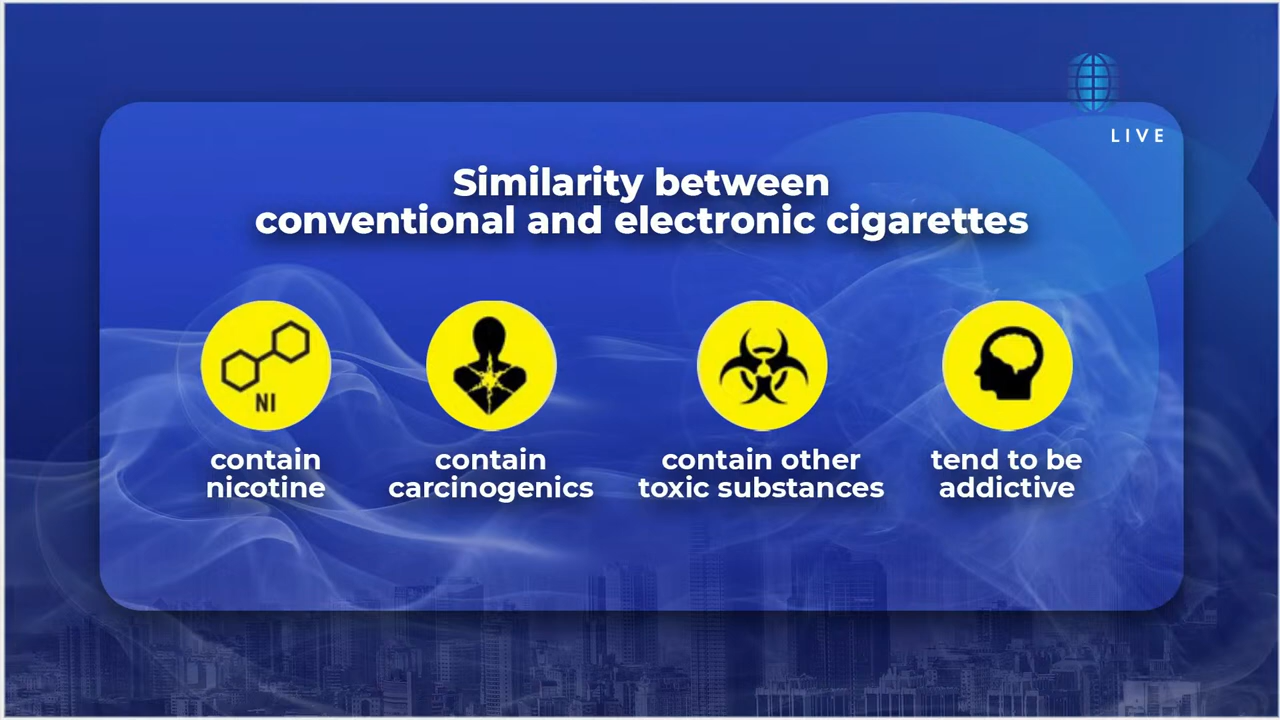 LIVE
Similarity between
conventional and electronic cigarettes
NI
contain
nicotine
contain
carcinogenics
contain other
toxic substances
tend to be
addictive